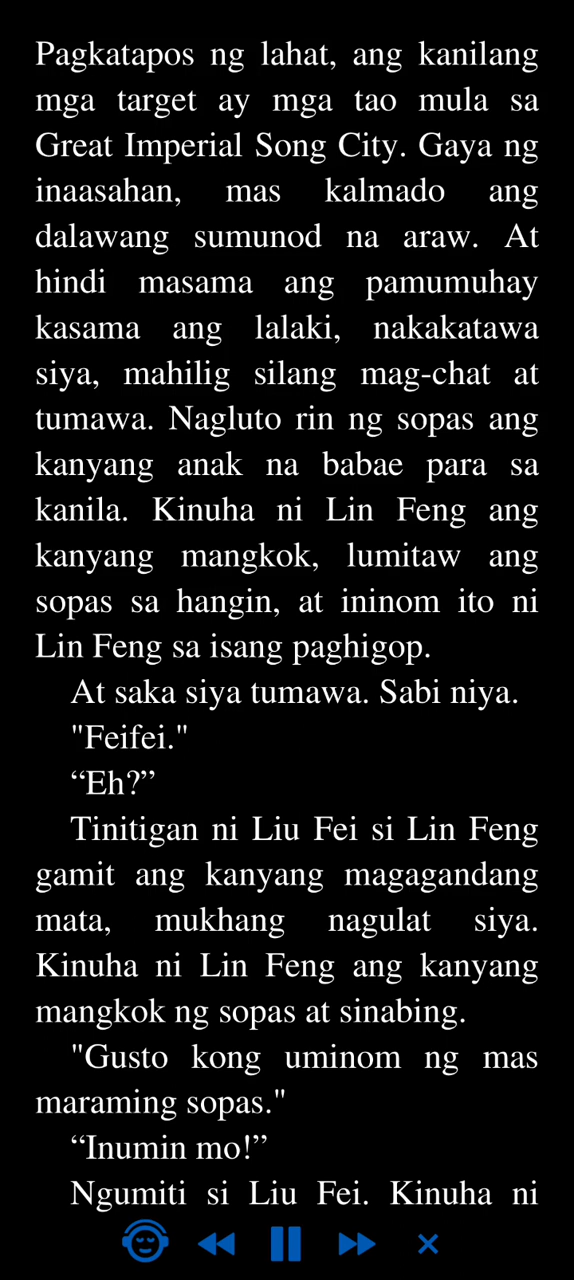 Pagkatapos ng lahat, ang kanilang
mga target ay mga tao mula sa
Great Imperial Song City. Gaya ng
inaasahan, mas kalmado ang
dalawang sumunod na araw. At
hindi masama ang pamumuhay
kasama ang lalaki, nakakatawa
siya, mahilig silang mag-chat at
tumawa. Nagluto rin ng sopas ang
kanyang anak na babae para sa
kanila. Kinuha ni Lin Feng ang
kanyang mangkok, lumitaw ang
sopas sa hangin, at ininom ito ni
Lin Feng sa isang paghigop.
At saka siya tumawa. Sabi niya.
"Feifei."
“Eh?”
Tinitigan ni Liu Fei si Lin Feng
gamit ang kanyang magagandang
mata, mukhang nagulat siya.
Kinuha ni Lin Feng ang kanyang
mangkok ng sopas at sinabing.
"Gusto kong uminom ng mas
maraming sopas."
“Inumin mo!”
Ngumiti si Liu Fei. Kinuha ni